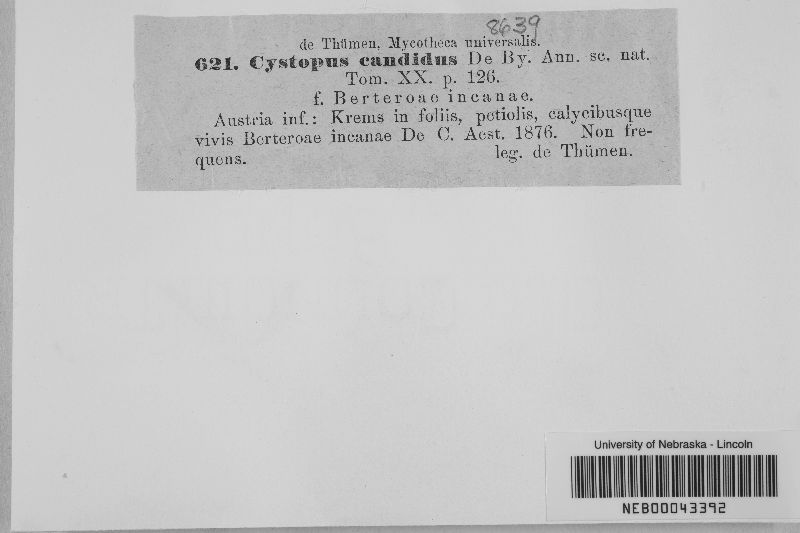 8639
de Thümen, Mycotheca universalis.
621. Cystopus candidus De By. Ann. sc. nat.
Tom. XX. p. 126.
f. Berteroae incanae.
Austria inf.: Krems in foliis, petiolis, calycibusque
vivis Berteroae incanae De C. Aest. 1876. Non fre-
quens. leg. de Thümen.
University of Nebraska - Lincoln
NEB00043392